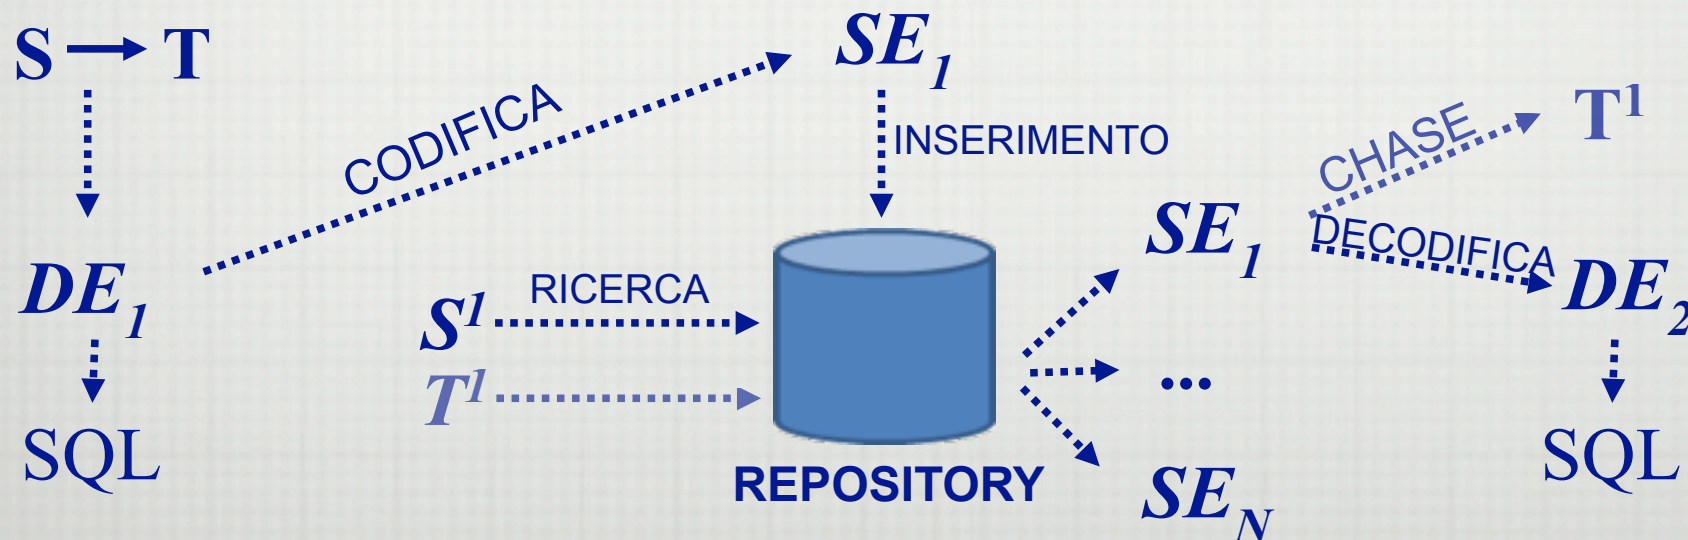 S T
CODIFICA
SE1
INSERIMENTO
CHASE
T1
DE1
S1
RICERCA
T1
SE1
DECODIFICA
DE2
...
SQL
REPOSITORY
SEN
SQL